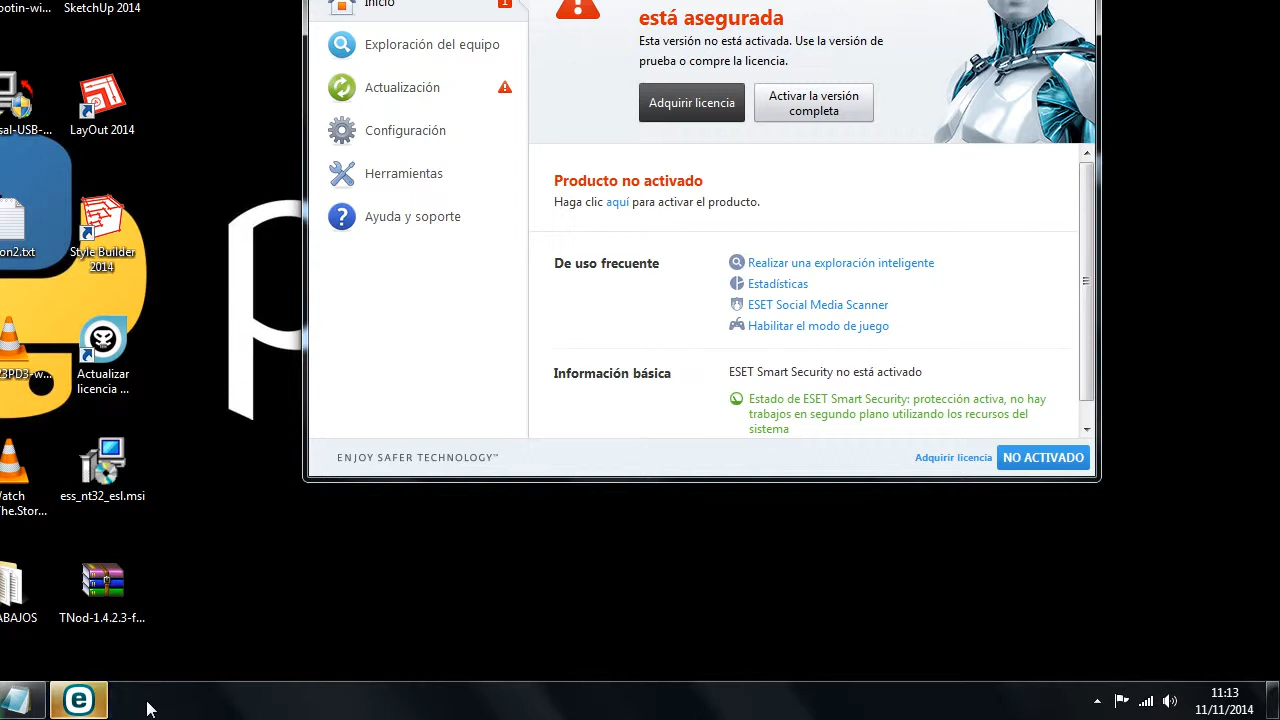 ootin-wi...
SketchUp 2014
sal-USB-...
LayOut 2014
on2.txt
Style Builder
2014
23PD3-w...
Actualizar
licencia ...
Watch
The.Stor...
ess_nt32_esl.msi
ABAJOS
TNod-1.4.2.3-f...
Inicio
1
Exploración del equipo
Actualización
Configuración
Herramientas
Ayuda y soporte
está asegurada
Esta versión no está activada. Use la versión de
prueba o compre la licencia.
Adquirir licencia
Activar la versión
completa
Producto no activado
Haga clic aquí para activar el producto.
De uso frecuente
Realizar una exploración inteligente
Estadísticas
ESET Social Media Scanner
Habilitar el modo de juego
Información básica
ESET Smart Security no está activado
Estado de ESET Smart Security: protección activa, no hay
trabajos en segundo plano utilizando los recursos del
sistema
ENJOY SAFER TECHNOLOGY™
Adquirir licencia
NO ACTIVADO
e
11:13
11/11/2014